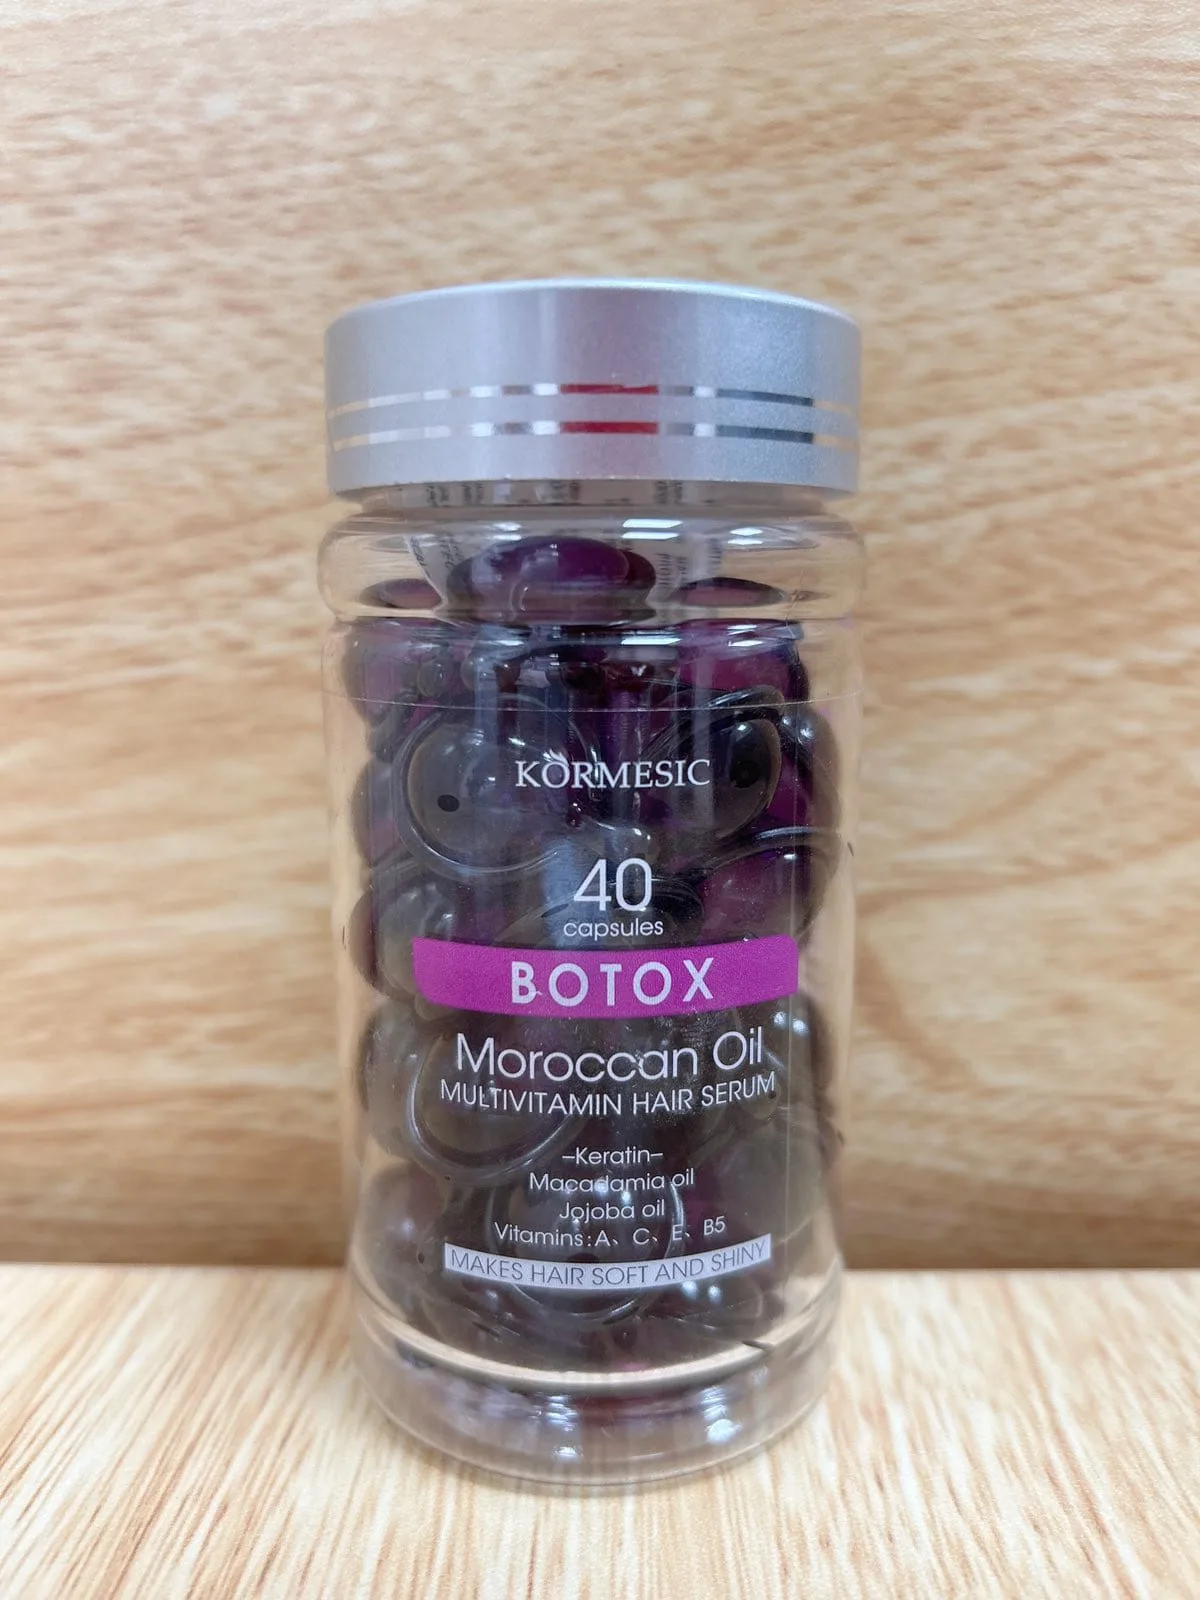 KORMESIC
40
capsules
BOTOX
Moroccan Oil
MULTIVITAMIN HAIR SERUM
–Keratin–
Macadamia oil
Jojoba oil
Vitamins:A、C、E、B5
MAKES HAIR SOFT AND SHINY